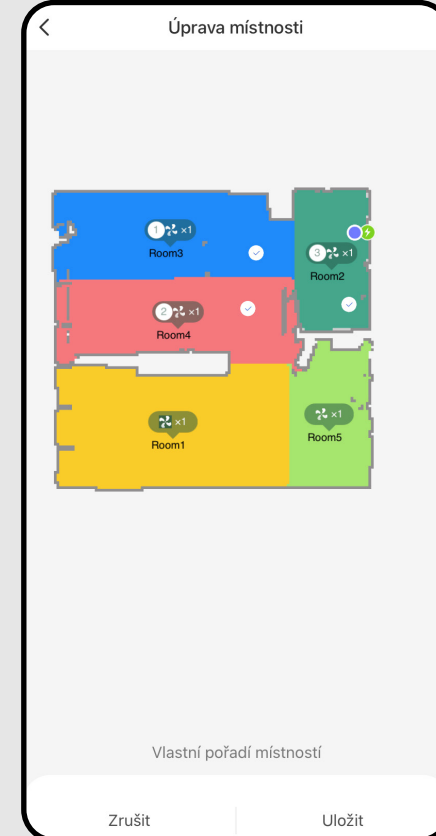 Úprava místnosti
1 ×1
Room3
3 ×1
Room2
2 ×1
Room4
×1
Room1
×1
Room5
Vlastní pořadí místností
Zrušit
Uložit